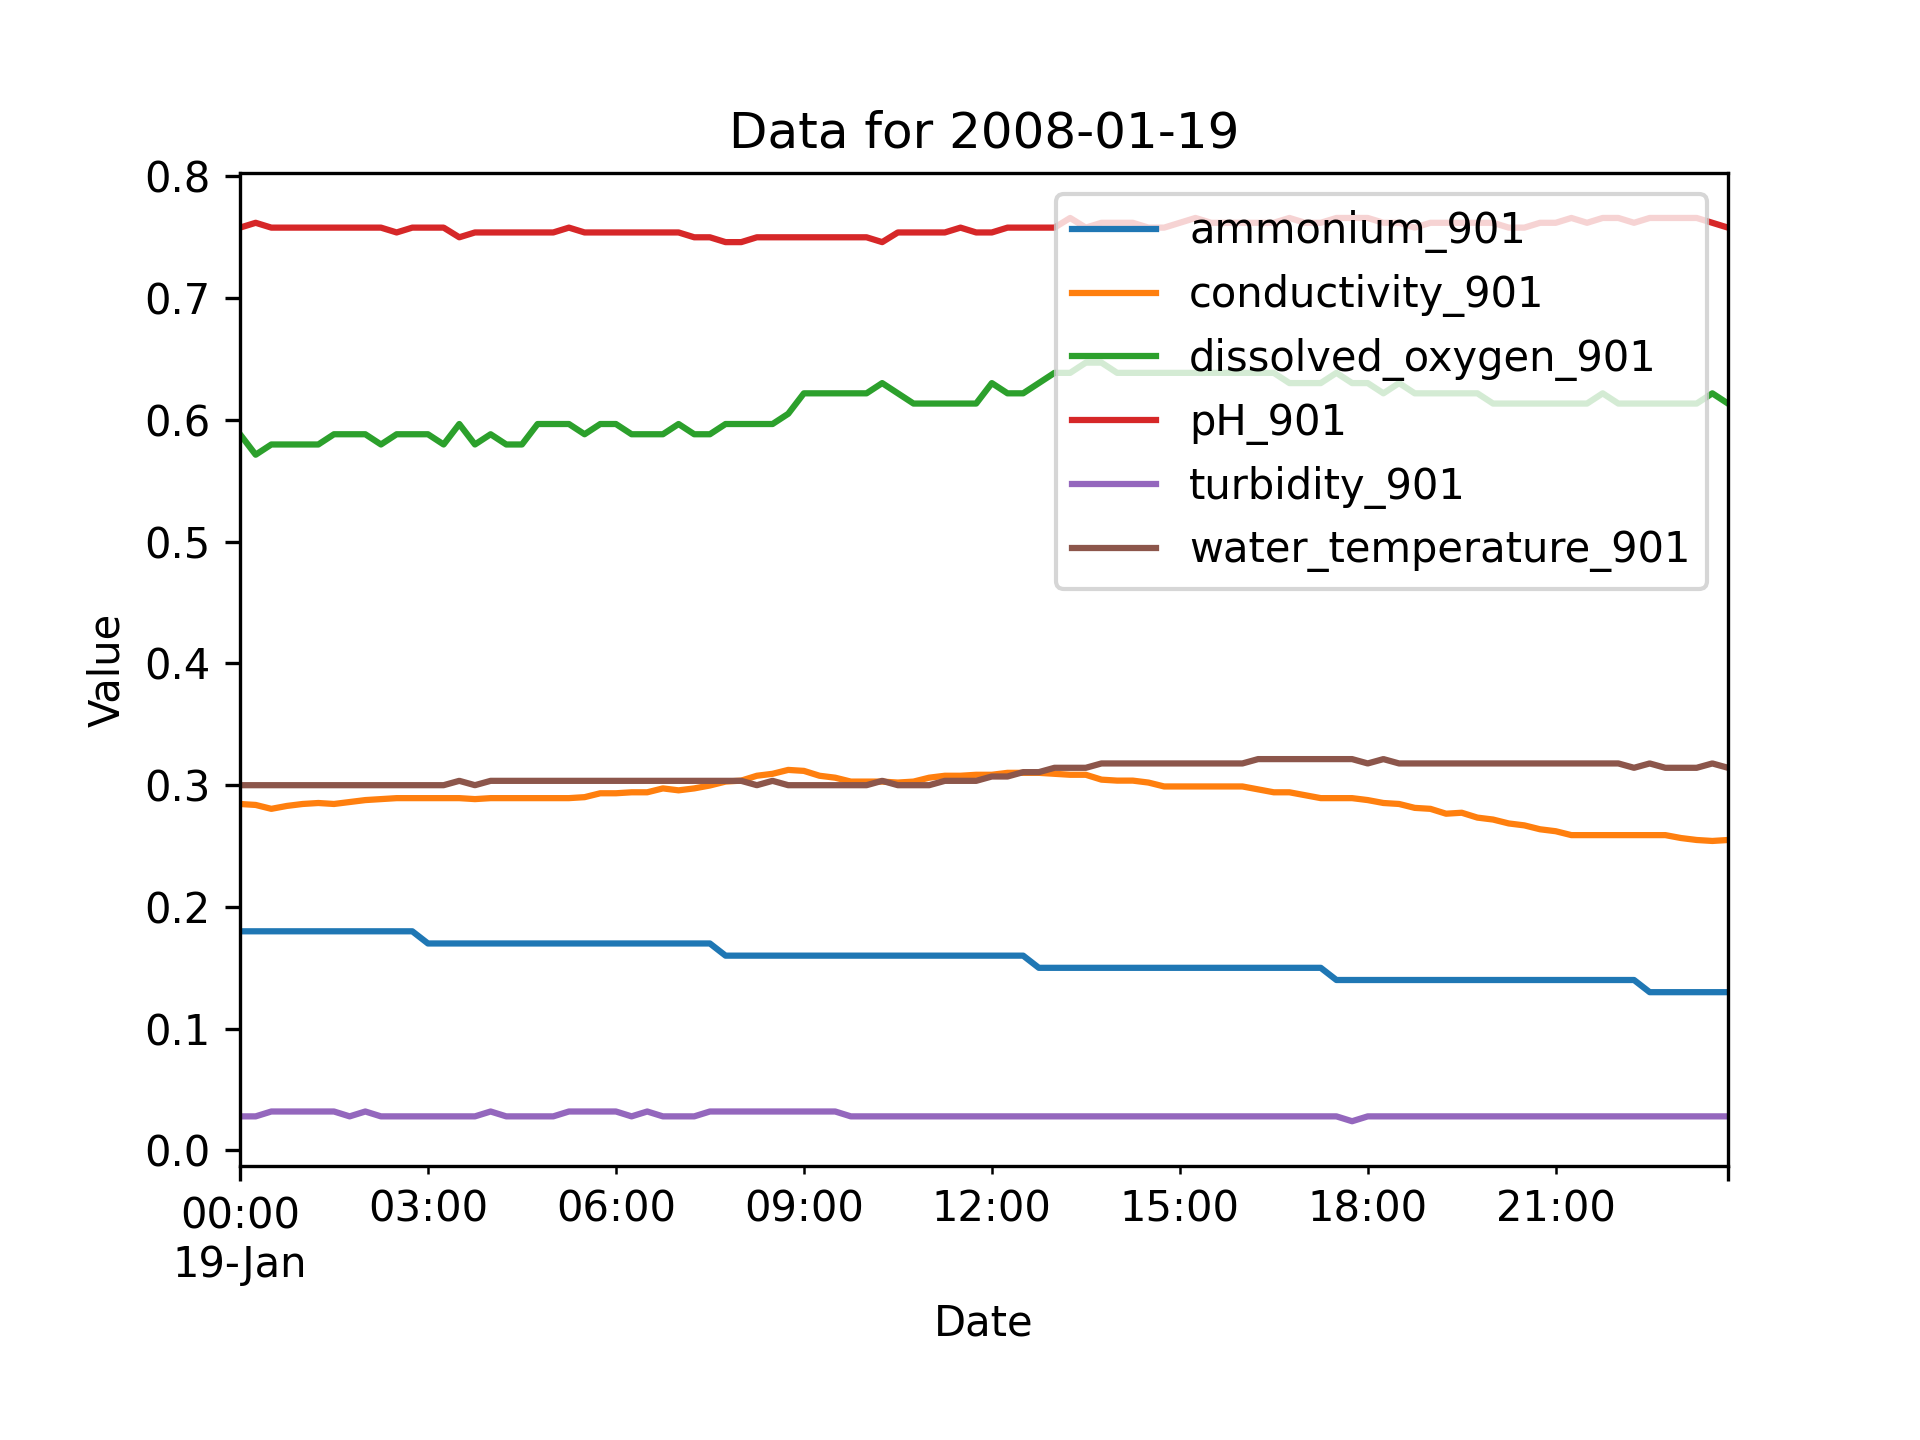 Data for 2008-01-19
0.8
0.7
0.6
0.5
0.4
0.3
0.2
0.1
0.0
Value
ammonium_901
conductivity_901
dissolved_oxygen_901
pH_901
turbidity_901
water_temperature_901
00:00 03:00 06:00 09:00 12:00 15:00 18:00 21:00
19-Jan
Date